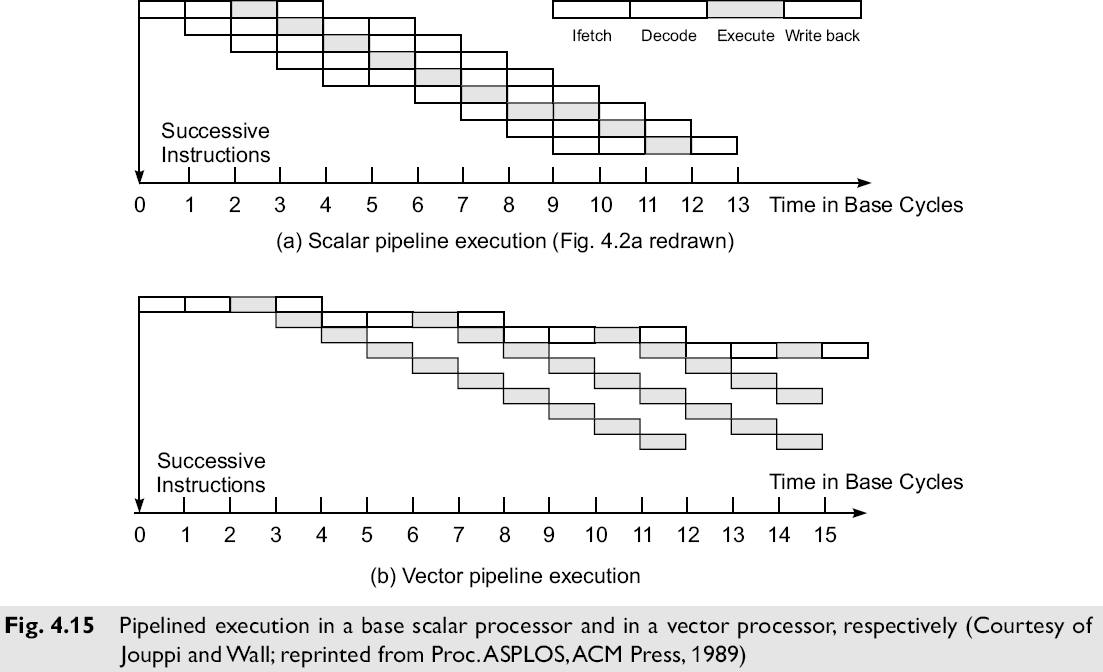 Ifetch Decode Execute Write back
Successive
Instructions
0 1 2 3 4 5 6 7 8 9 10 11 12 13 Time in Base Cycles
(a) Scalar pipeline execution (Fig. 4.2a redrawn)
Successive
Instructions
Time in Base Cycles
0 1 2 3 4 5 6 7 8 9 10 11 12 13 14 15
(b) Vector pipeline execution
Fig. 4.15 Pipelined execution in a base scalar processor and in a vector processor, respectively (Courtesy of
Jouppi and Wall; reprinted from Proc. ASPLOS, ACM Press, 1989)